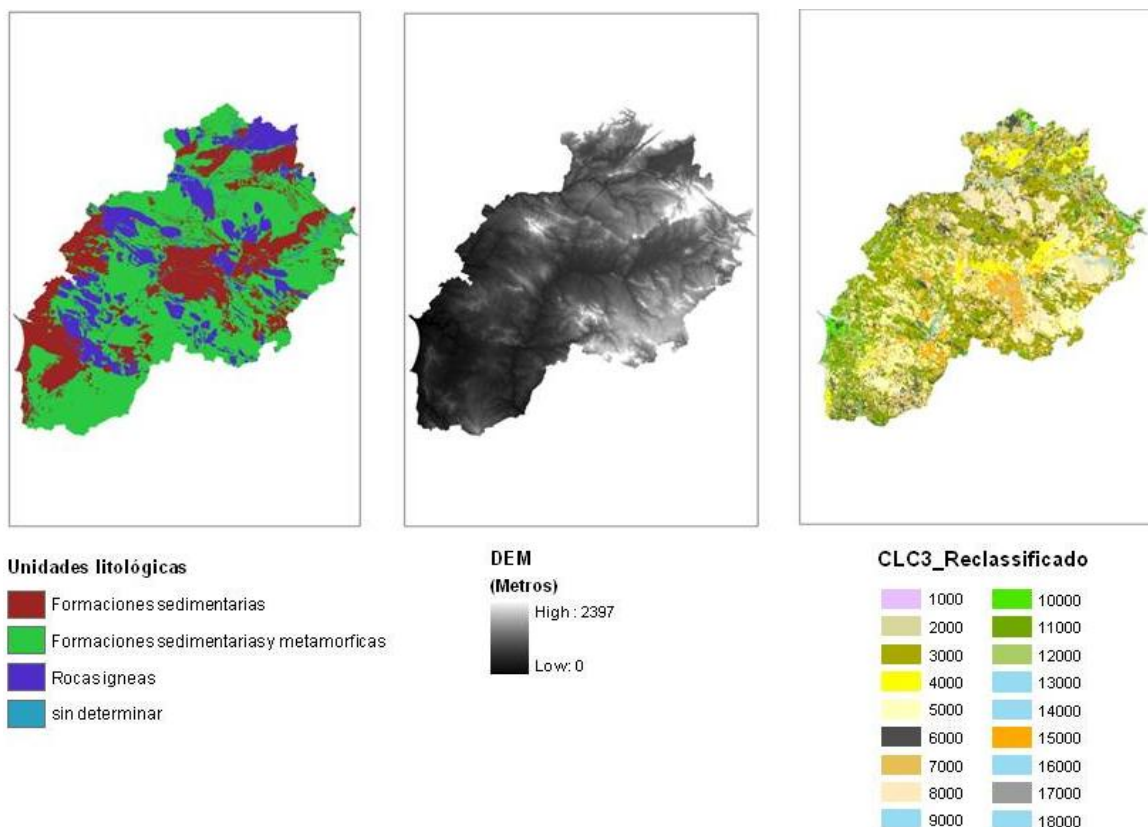 Unidades litológicas
Formaciones sedimentarias
Formaciones sedimentarias y metamorficas
Rocas igneas
sin determinar
DEM
(Metros)
High : 2397
Low: 0
CLC3_Reclassificado
1000
2000
3000
4000
5000
6000
7000
8000
9000
10000
11000
12000
13000
14000
15000
16000
17000
18000